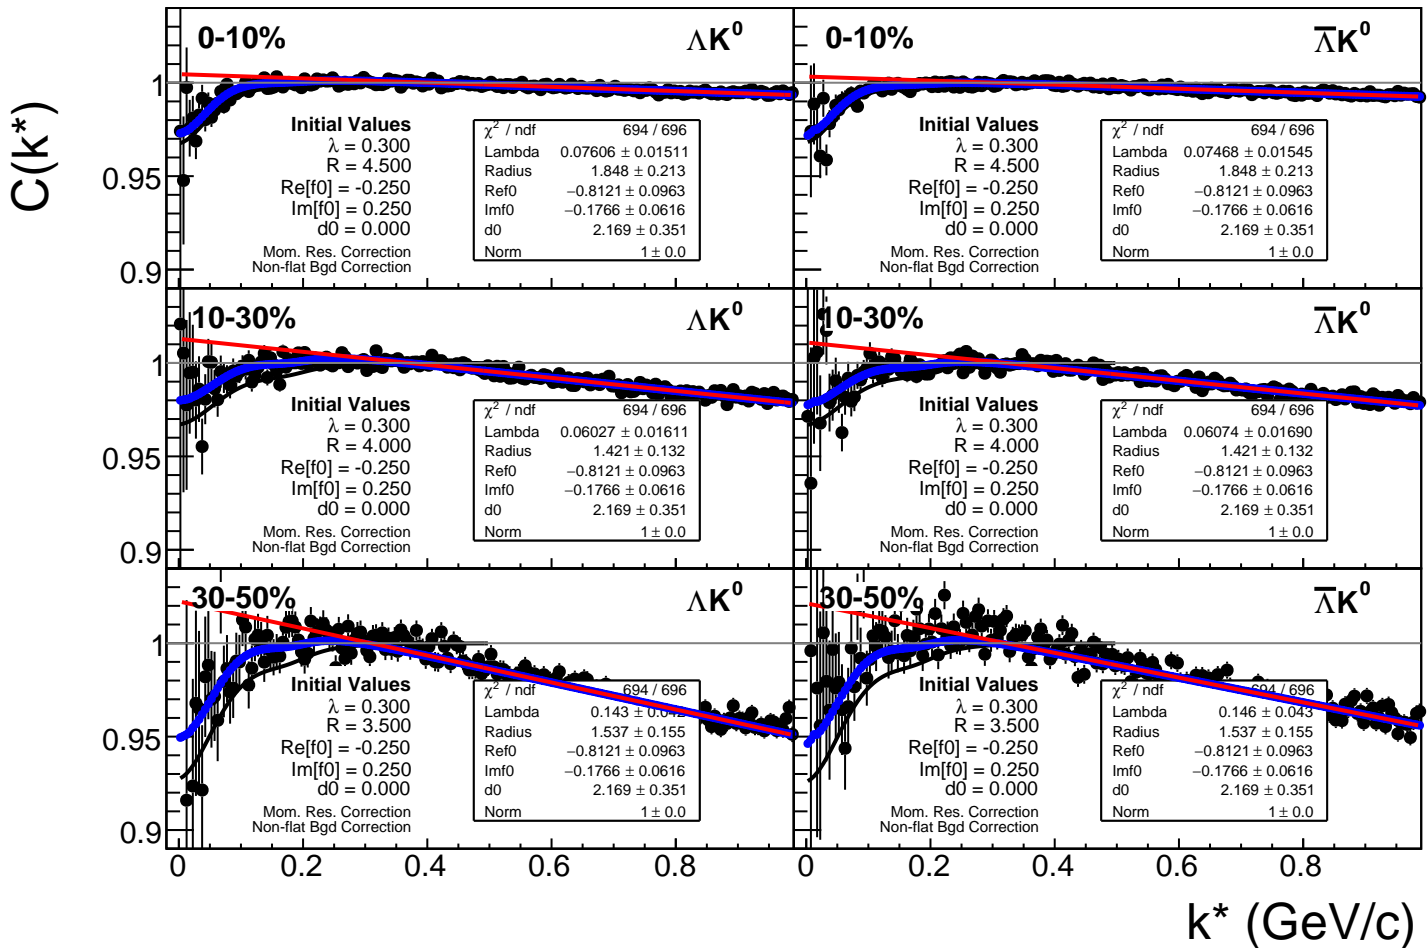 C(k*)
0-10%
ΛK⁰
1
0.95
0.9
Initial Values
λ = 0.300
R = 4.500
Re[f0] = -0.250
Im[f0] = 0.250
d0 = 0.000
Mom. Res. Correction
Non-flat Bgd Correction
χ² / ndf 694 / 696
Lambda 0.07606 ± 0.01511
Radius 1.848 ± 0.213
Ref0 −0.8121 ± 0.0963
Imf0 −0.1766 ± 0.0616
d0 2.169 ± 0.351
Norm 1 ± 0.0
0-10%
Λ̅K⁰
Initial Values
λ = 0.300
R = 4.500
Re[f0] = -0.250
Im[f0] = 0.250
d0 = 0.000
Mom. Res. Correction
Non-flat Bgd Correction
χ² / ndf 694 / 696
Lambda 0.07468 ± 0.01545
Radius 1.848 ± 0.213
Ref0 −0.8121 ± 0.0963
Imf0 −0.1766 ± 0.0616
d0 2.169 ± 0.351
Norm 1 ± 0.0
10-30%
ΛK⁰
1
0.95
0.9
Initial Values
λ = 0.300
R = 4.000
Re[f0] = -0.250
Im[f0] = 0.250
d0 = 0.000
Mom. Res. Correction
Non-flat Bgd Correction
χ² / ndf 694 / 696
Lambda 0.06027 ± 0.01611
Radius 1.421 ± 0.132
Ref0 −0.8121 ± 0.0963
Imf0 −0.1766 ± 0.0616
d0 2.169 ± 0.351
Norm 1 ± 0.0
10-30%
Λ̅K⁰
Initial Values
λ = 0.300
R = 4.000
Re[f0] = -0.250
Im[f0] = 0.250
d0 = 0.000
Mom. Res. Correction
Non-flat Bgd Correction
χ² / ndf 694 / 696
Lambda 0.06074 ± 0.01690
Radius 1.421 ± 0.132
Ref0 −0.8121 ± 0.0963
Imf0 −0.1766 ± 0.0616
d0 2.169 ± 0.351
Norm 1 ± 0.0
30-50%
ΛK⁰
1
0.95
0.9
Initial Values
λ = 0.300
R = 3.500
Re[f0] = -0.250
Im[f0] = 0.250
d0 = 0.000
Mom. Res. Correction
Non-flat Bgd Correction
χ² / ndf 694 / 696
Lambda 0.143 ± 0.042
Radius 1.537 ± 0.155
Ref0 −0.8121 ± 0.0963
Imf0 −0.1766 ± 0.0616
d0 2.169 ± 0.351
Norm 1 ± 0.0
30-50%
Λ̅K⁰
Initial Values
λ = 0.300
R = 3.500
Re[f0] = -0.250
Im[f0] = 0.250
d0 = 0.000
Mom. Res. Correction
Non-flat Bgd Correction
χ² / ndf 694 / 696
Lambda 0.146 ± 0.043
Radius 1.537 ± 0.155
Ref0 −0.8121 ± 0.0963
Imf0 −0.1766 ± 0.0616
d0 2.169 ± 0.351
Norm 1 ± 0.0
0 0.2 0.4 0.6 0.8
0 0.2 0.4 0.6 0.8
k* (GeV/c)